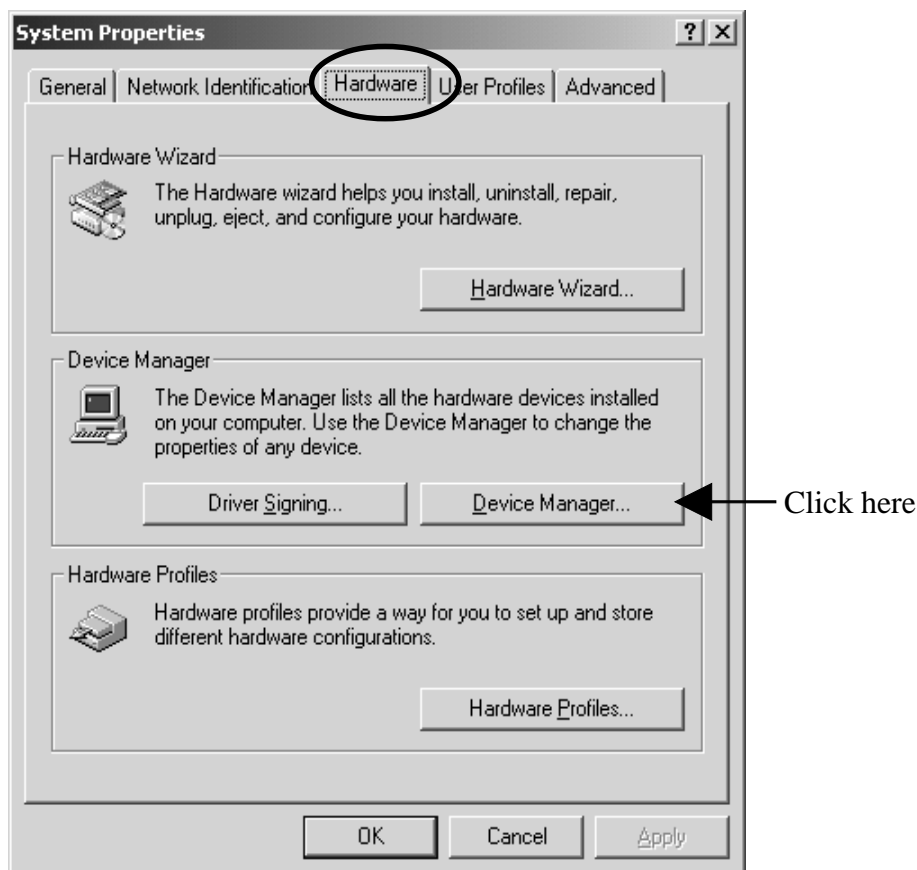 System Properties
General Network Identification Hardware User Profiles Advanced
Hardware Wizard
The Hardware wizard helps you install, uninstall, repair,
unplug, eject, and configure your hardware.
Hardware Wizard...
Device Manager
The Device Manager lists all the hardware devices installed
on your computer. Use the Device Manager to change the
properties of any device.
Driver Signing... Device Manager... Click here
Hardware Profiles
Hardware profiles provide a way for you to set up and store
different hardware configurations.
Hardware Profiles...
OK Cancel Apply